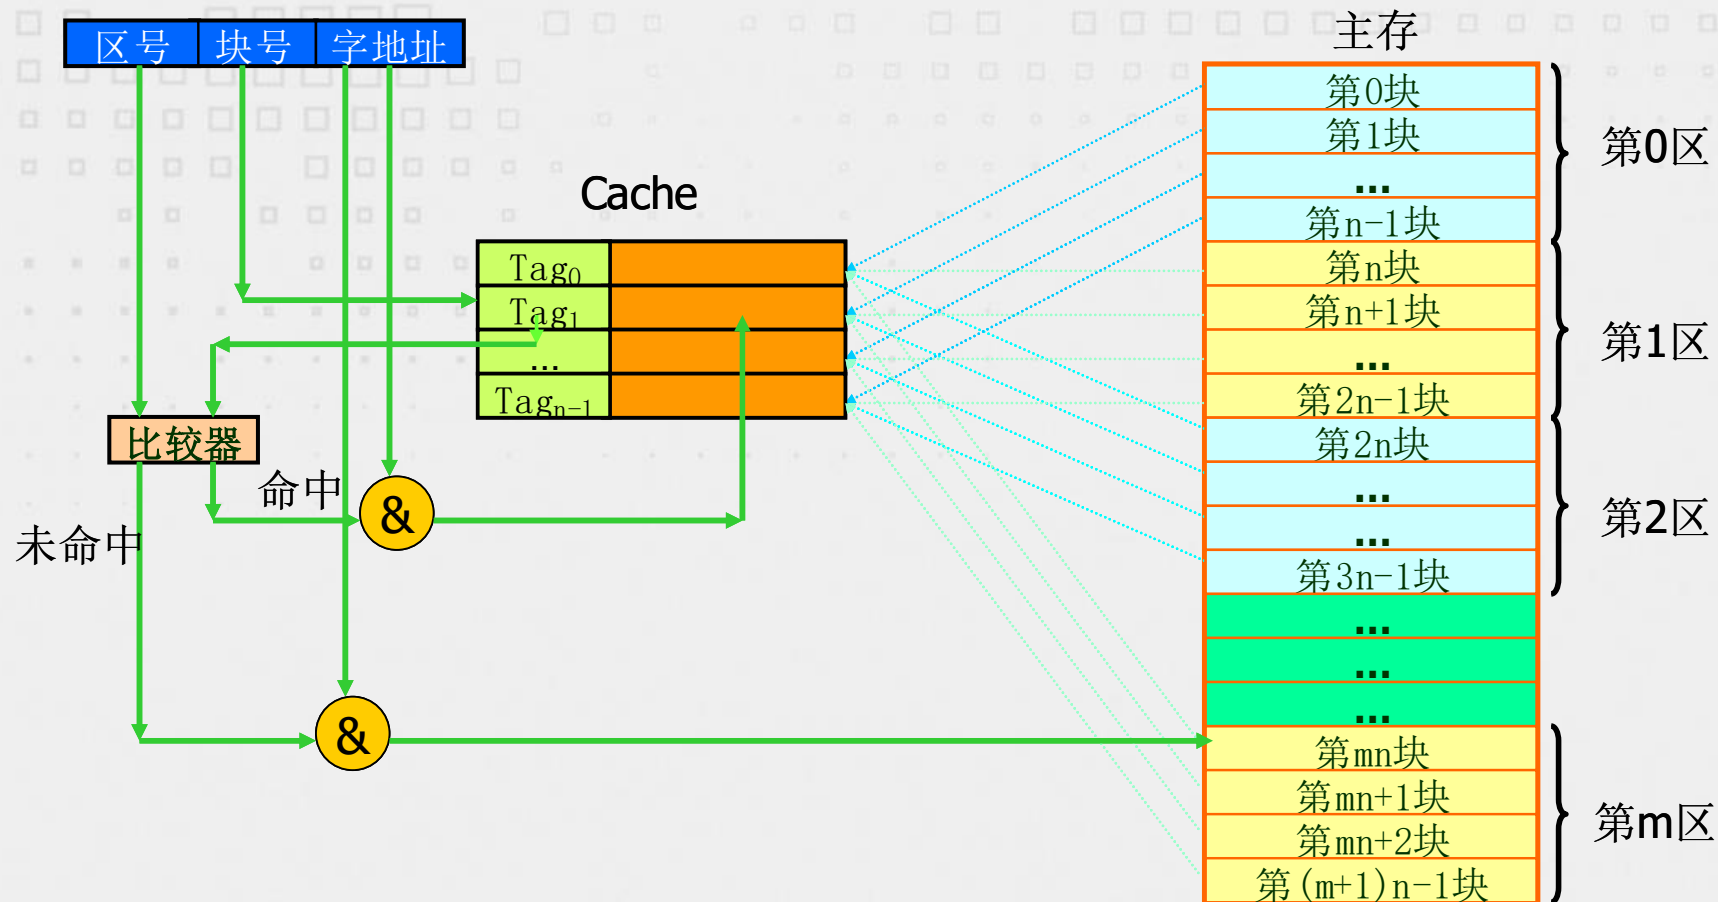 区号 块号 字地址
主存
第0块
第1块
...
第n-1块
第0区
Cache
第n块
第n+1块
...
第2n-1块
第1区
Tag0
Tag1
...
Tagn-1
比较器
命中
未命中
&
&
第2n块
...
...
第3n-1块
第2区
...
...
...
第mn块
第mn+1块
第mn+2块
第(m+1)n-1块
第m区